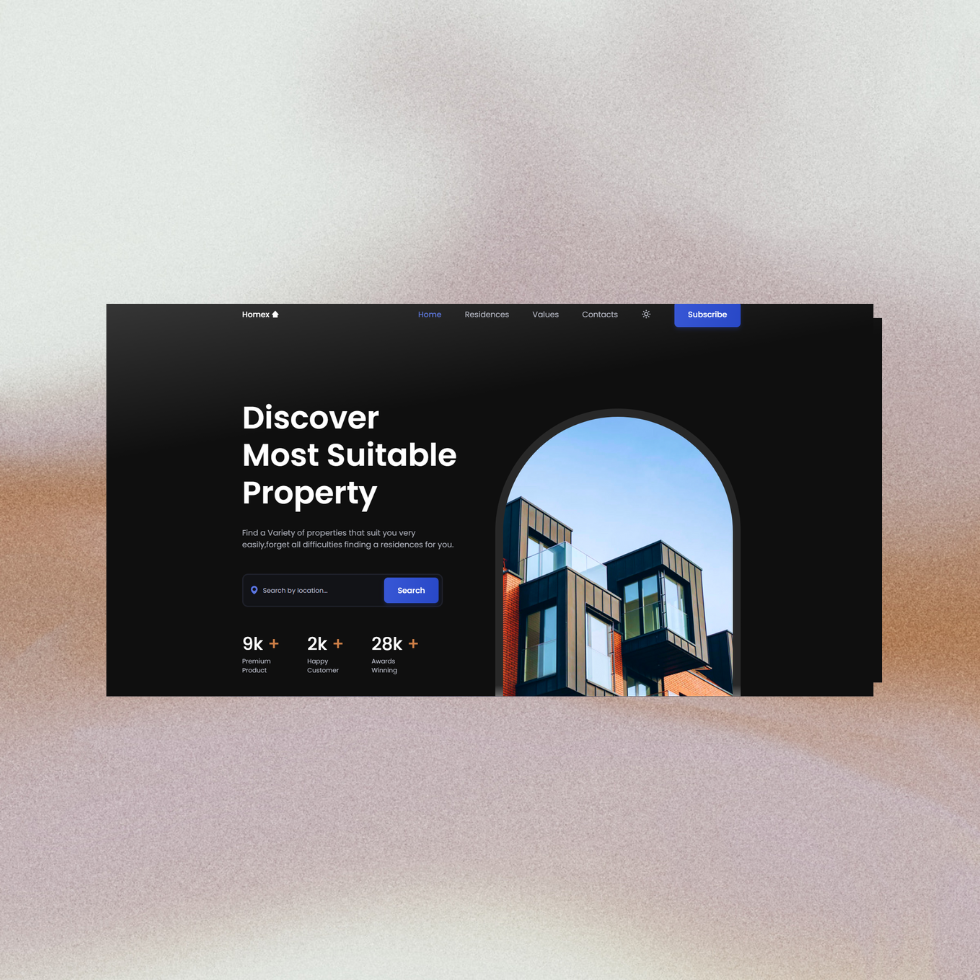 Homex
Home Residences Values Contacts Subscribe
Discover
Most Suitable
Property
Find a Variety of properties that suit you very
easily,forget all difficulties finding a residences for you.
Search by location... Search
9k + 2k + 28k +
Premium Happy Awards
Product Customer Winning